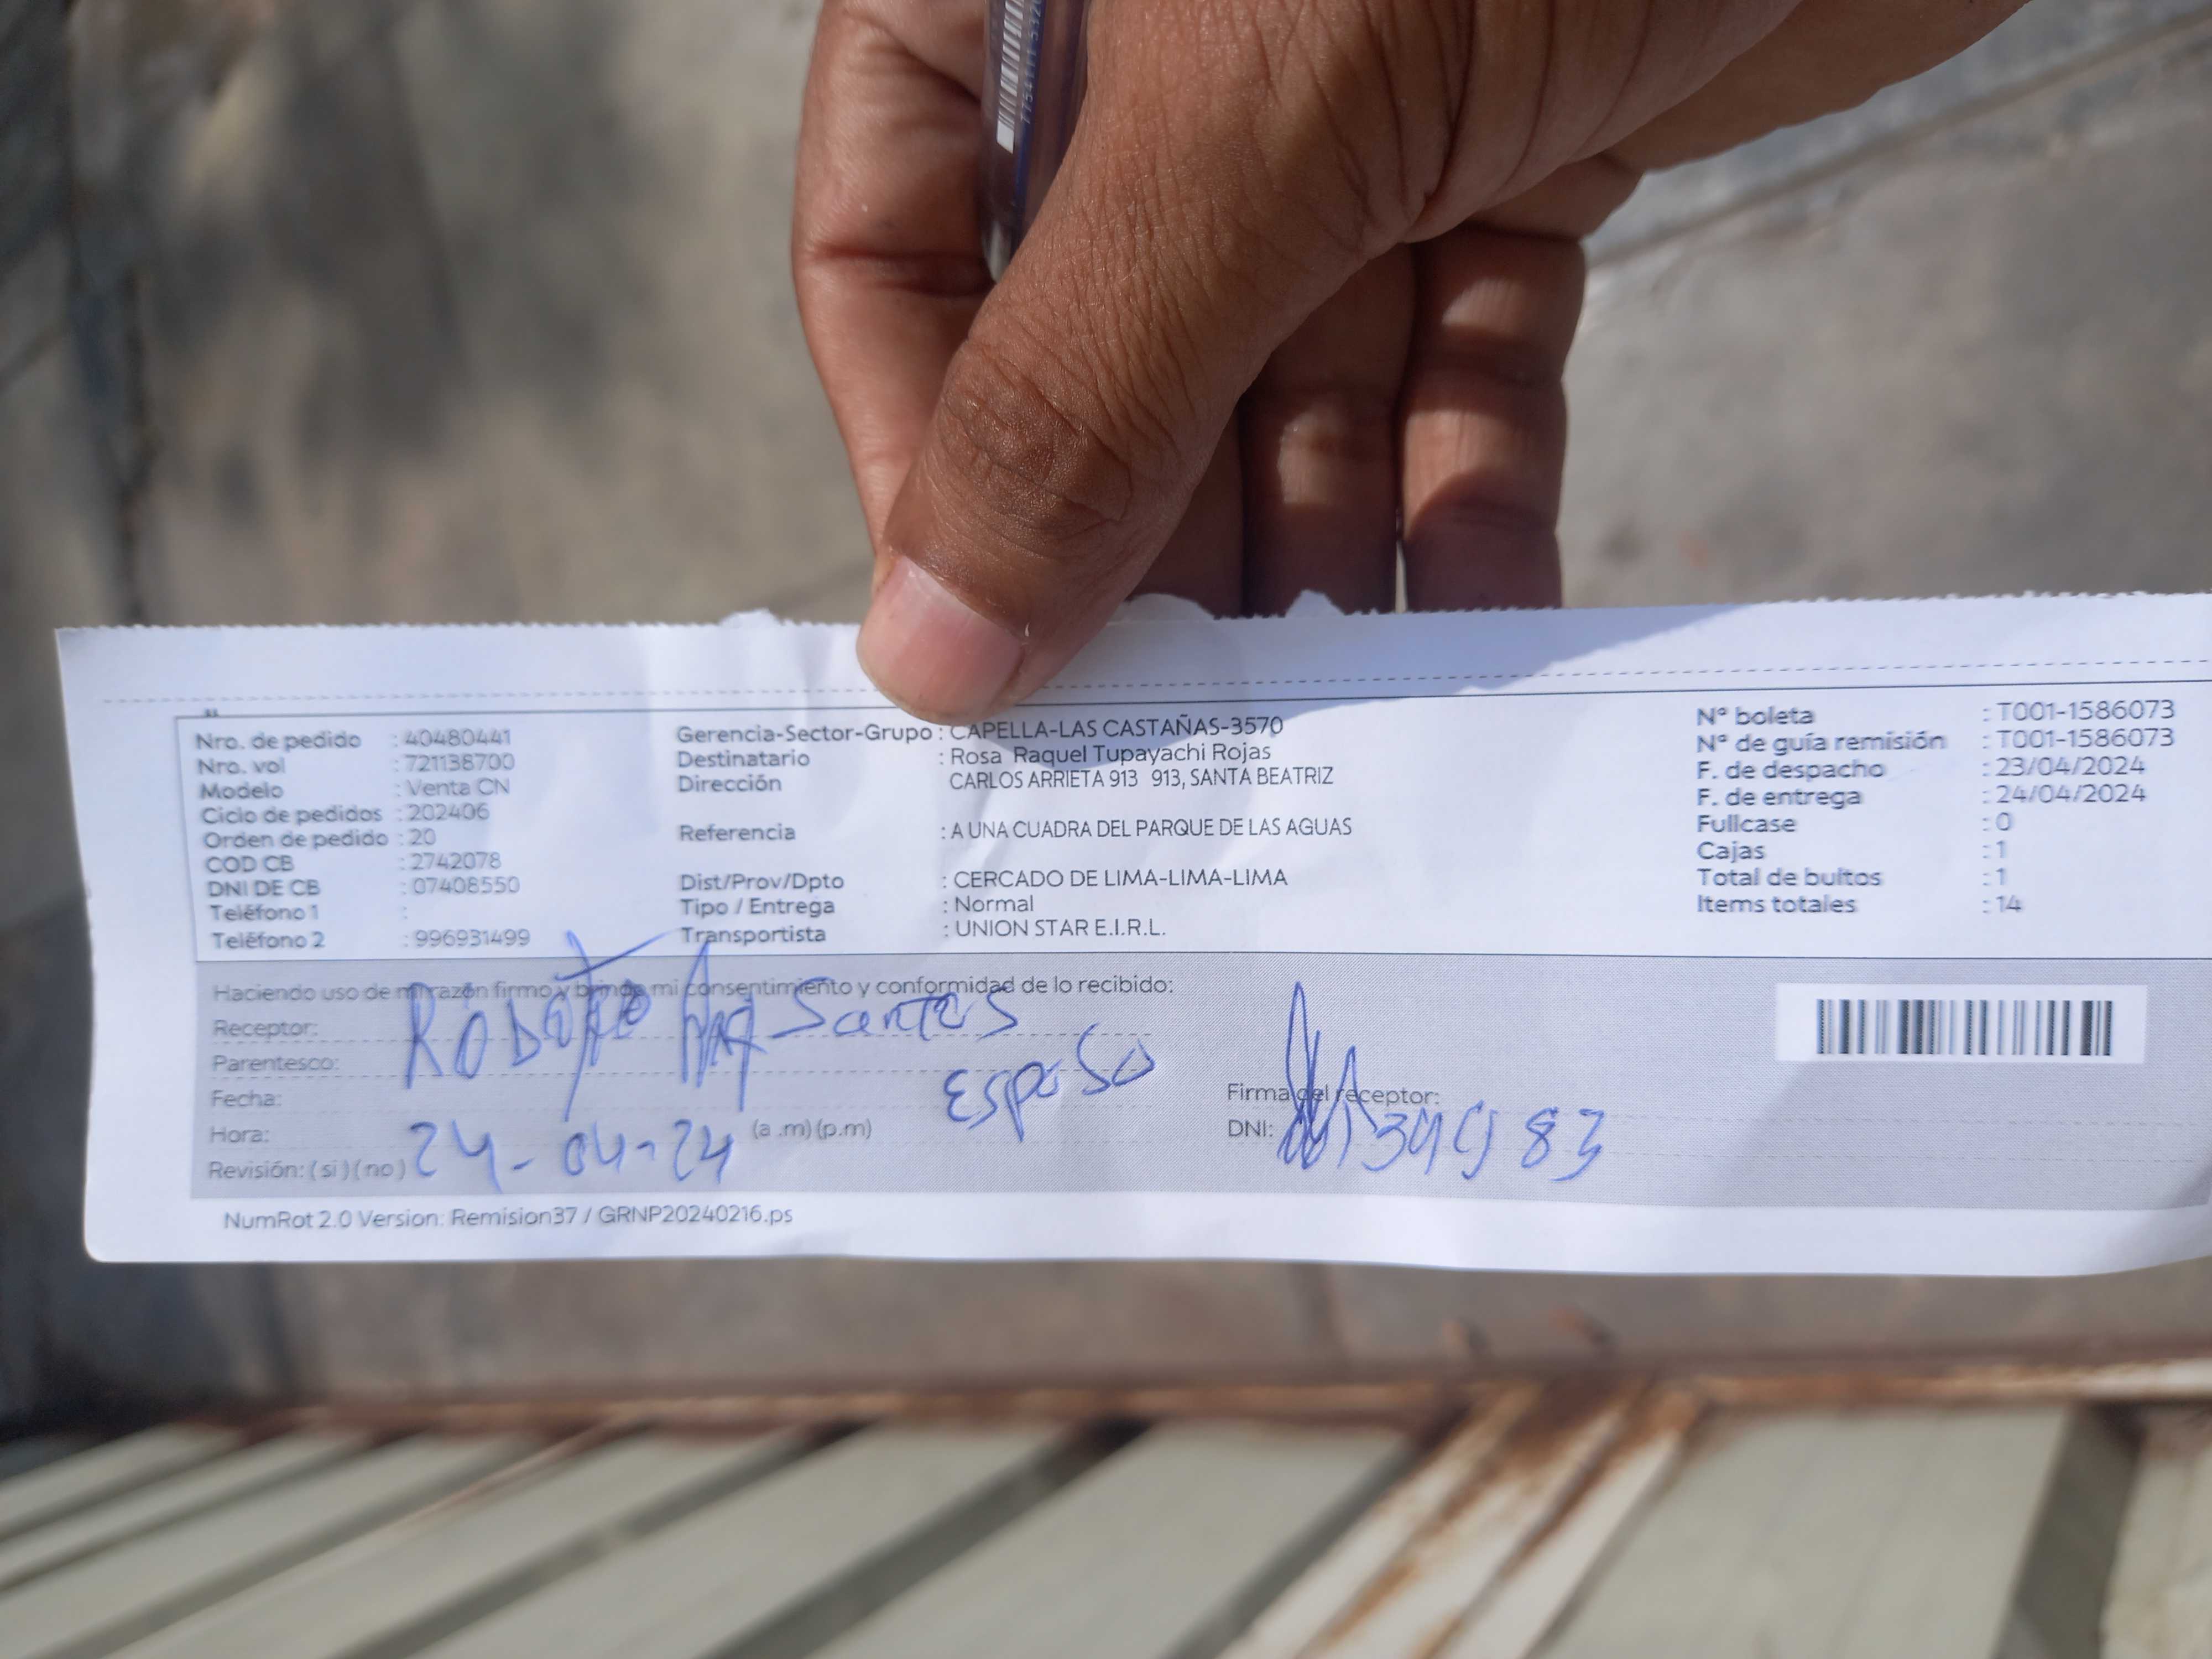 Nro. de pedido : 40480441
Nro. vol : 721138700
Modelo : Venta CN
Ciclo de pedidos : 202406
Orden de pedido : 20
COD CB : 2742078
DNI DE CB : 07408550
Teléfono 1 :
Teléfono 2 : 996931499
Gerencia-Sector-Grupo : CAPELLA-LAS CASTAÑAS-3570
Destinatario : Rosa Raquel Tupayachi Rojas
Dirección CARLOS ARRIETA 913 913, SANTA BEATRIZ
Referencia : A UNA CUADRA DEL PARQUE DE LAS AGUAS
Dist/Prov/Dpto : CERCADO DE LIMA-LIMA-LIMA
Tipo / Entrega : Normal
Transportista : UNION STAR E.I.R.L.
N° boleta : T001-1586073
N° de guía remisión : T001-1586073
F. de despacho : 23/04/2024
F. de entrega : 24/04/2024
Fullcase : 0
Cajas : 1
Total de bultos : 1
Items totales : 14
Haciendo uso de mi razón firmo y brindo mi consentimiento y conformidad de lo recibido:
Receptor: Santos
Parentesco: Esposo
Fecha:
Hora: (a .m) (p.m)
Revisión: ( si ) ( no ) 24-04-24
Firma del receptor:
DNI:
NumRot 2.0 Version: Remision37 / GRNP20240216.ps